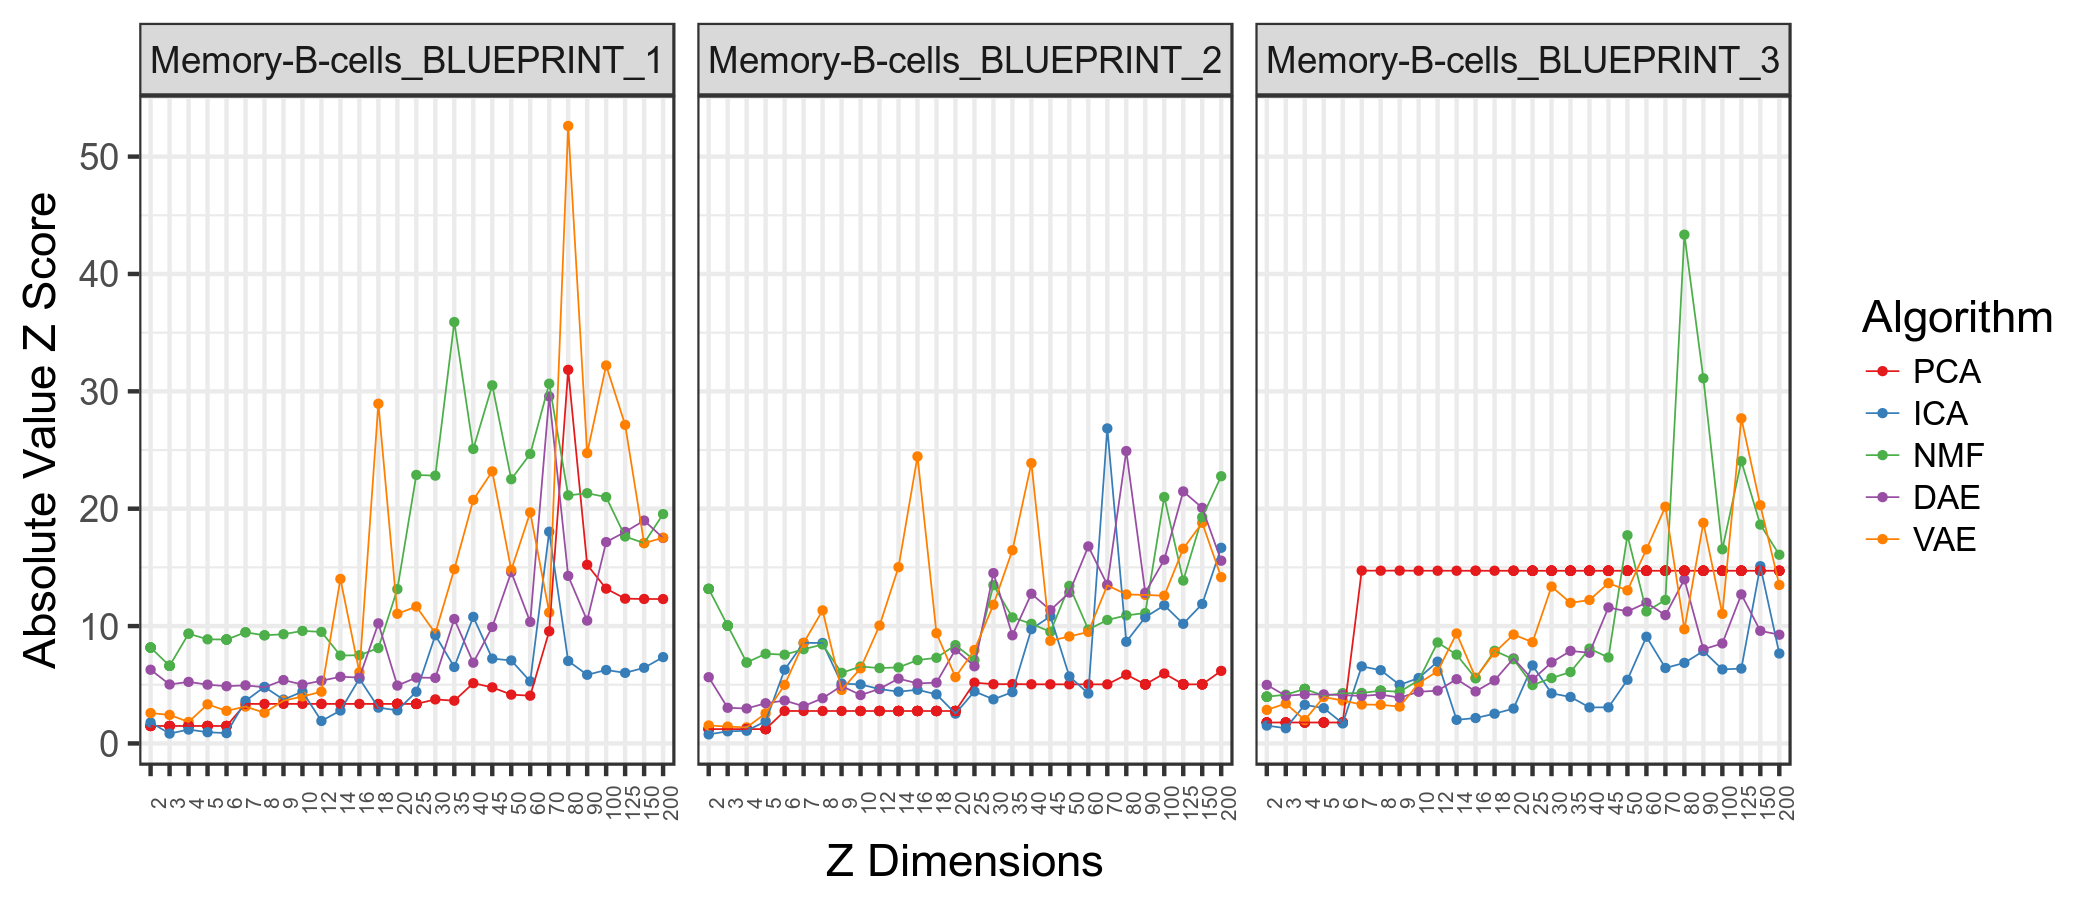 Memory-B-cells_BLUEPRINT_1 Memory-B-cells_BLUEPRINT_2 Memory-B-cells_BLUEPRINT_3
Absolute Value Z Score
50
40
30
20
10
0
2 3 4 5 6 7 8 9 10 12 14 16 18 20 25 30 35 40 45 50 60 70 80 90 100 125 150 200
2 3 4 5 6 7 8 9 10 12 14 16 18 20 25 30 35 40 45 50 60 70 80 90 100 125 150 200
2 3 4 5 6 7 8 9 10 12 14 16 18 20 25 30 35 40 45 50 60 70 80 90 100 125 150 200
Z Dimensions
Algorithm
PCA
ICA
NMF
DAE
VAE